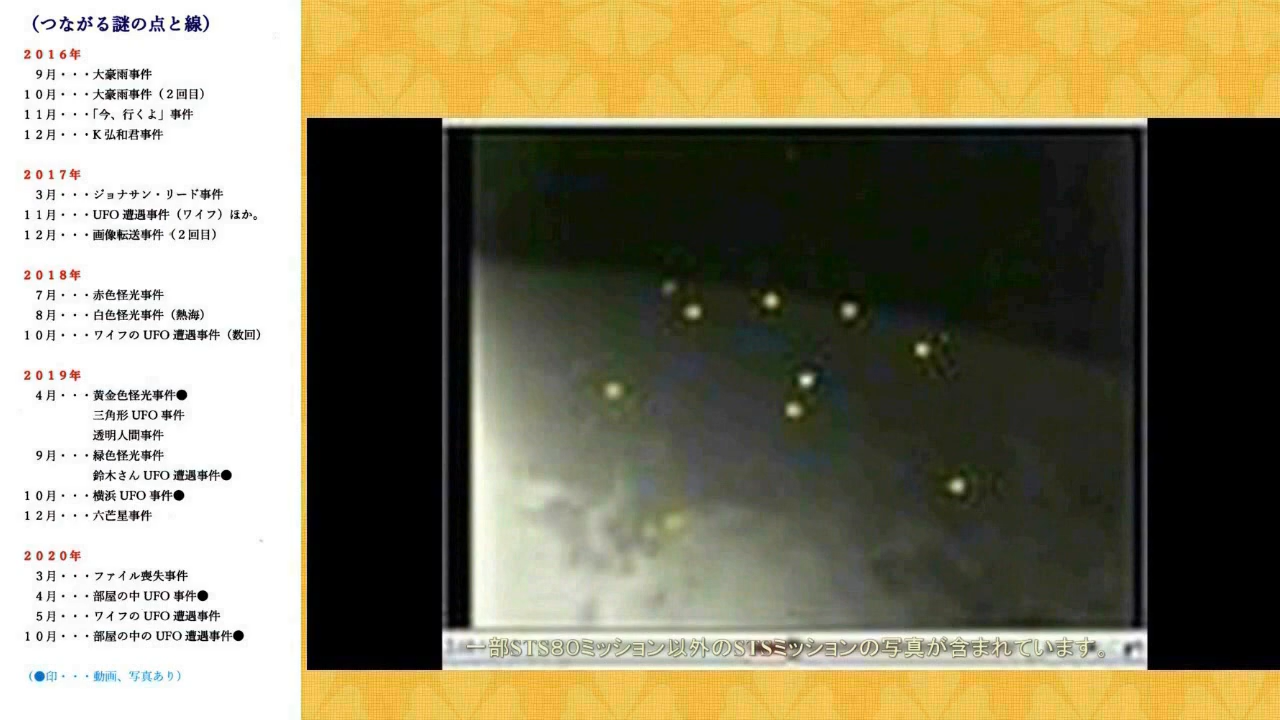 （つながる謎の点と線）
２０１６年
９月・・・大豪雨事件
１０月・・・大豪雨事件（２回目）
１１月・・・「今、行くよ」事件
１２月・・・K 弘和君事件
２０１７年
３月・・・ジョナサン・リード事件
１１月・・・UFO 遭遇事件（ワイフ）ほか。
１２月・・・画像転送事件（２回目）
２０１８年
７月・・・赤色怪光事件
８月・・・白色怪光事件（熱海）
１０月・・・ワイフの UFO 遭遇事件（数回）
２０１９年
４月・・・黄金色怪光事件●
三角形 UFO 事件
透明人間事件
９月・・・緑色怪光事件
鈴木さん UFO 遭遇事件●
１０月・・・横浜 UFO 事件●
１２月・・・六芒星事件
２０２０年
３月・・・ファイル喪失事件
４月・・・部屋の中 UFO 事件●
５月・・・ワイフの UFO 遭遇事件
１０月・・・部屋の中の UFO 遭遇事件●
（●印・・・動画、写真あり）
一部STS80ミッション以外のSTSミッションの写真が含まれています。